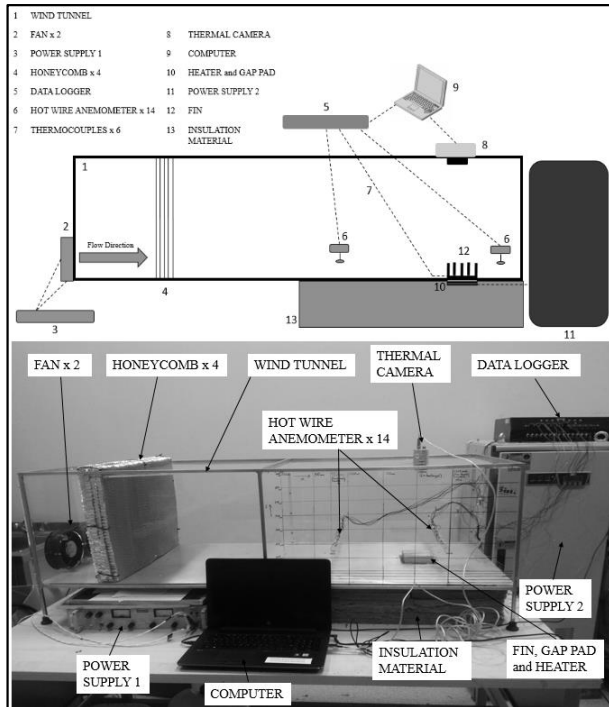 1 WIND TUNNEL
2 FAN x 2
3 POWER SUPPLY 1
4 HONEYCOMB x 4
5 DATA LOGGER
6 HOT WIRE ANEMOMETER x 14
7 THERMOCOUPLES x 6
8 THERMAL CAMERA
9 COMPUTER
10 HEATER and GAP PAD
11 POWER SUPPLY 2
12 FIN
13 INSULATION
MATERIAL
5
9
8
1
7
2
Flow Direction
6
12
6
10
4
3
13
11
FAN x 2
HONEYCOMB x 4
WIND TUNNEL
THERMAL
CAMERA
DATA LOGGER
HOT WIRE
ANEMOMETER x 14
POWER
SUPPLY 2
POWER
SUPPLY 1
COMPUTER
INSULATION
MATERIAL
FIN, GAP PAD
and HEATER